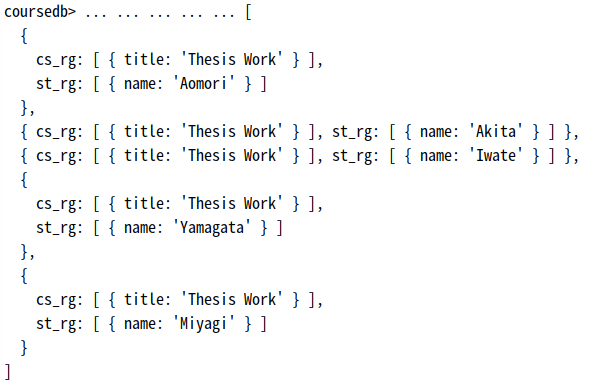 coursedb> ... ... ... ... ... [
  {
    cs_rg: [ { title: 'Thesis Work' } ],
    st_rg: [ { name: 'Aomori' } ]
  },
  { cs_rg: [ { title: 'Thesis Work' } ], st_rg: [ { name: 'Akita' } ] },
  { cs_rg: [ { title: 'Thesis Work' } ], st_rg: [ { name: 'Iwate' } ] },
  {
    cs_rg: [ { title: 'Thesis Work' } ],
    st_rg: [ { name: 'Yamagata' } ]
  },
  {
    cs_rg: [ { title: 'Thesis Work' } ],
    st_rg: [ { name: 'Miyagi' } ]
  }
]